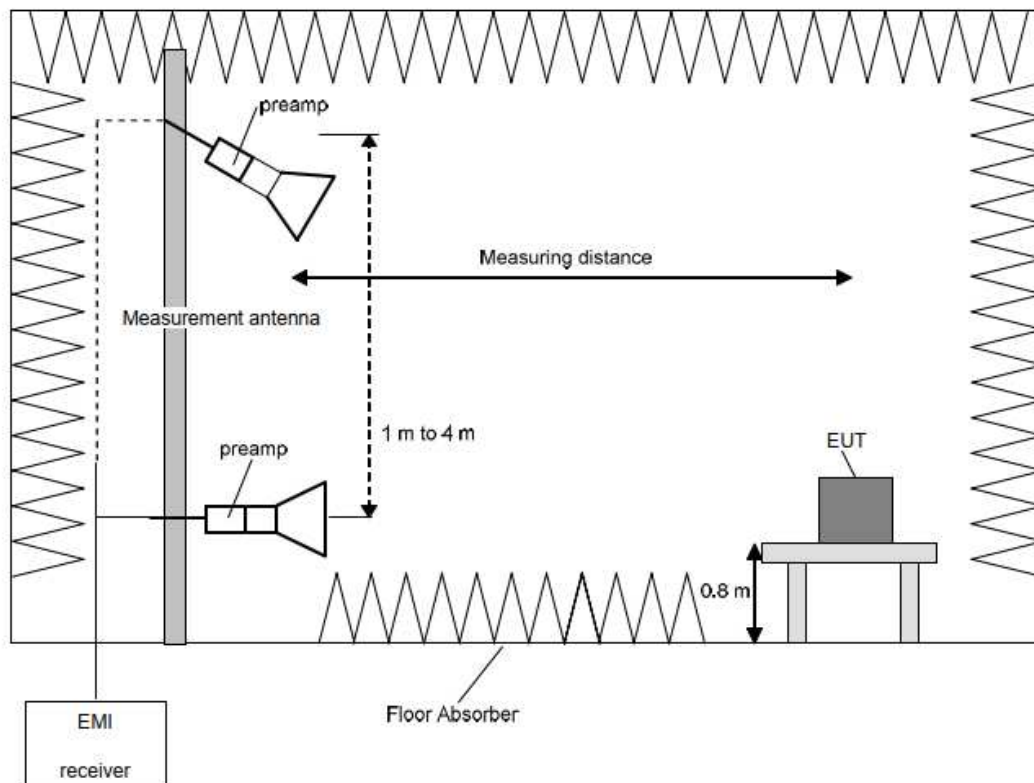 preamp
Measuring distance
Measurement antenna
1 m to 4 m
EUT
preamp
0.8 m
Floor Absorber
EMI
receiver